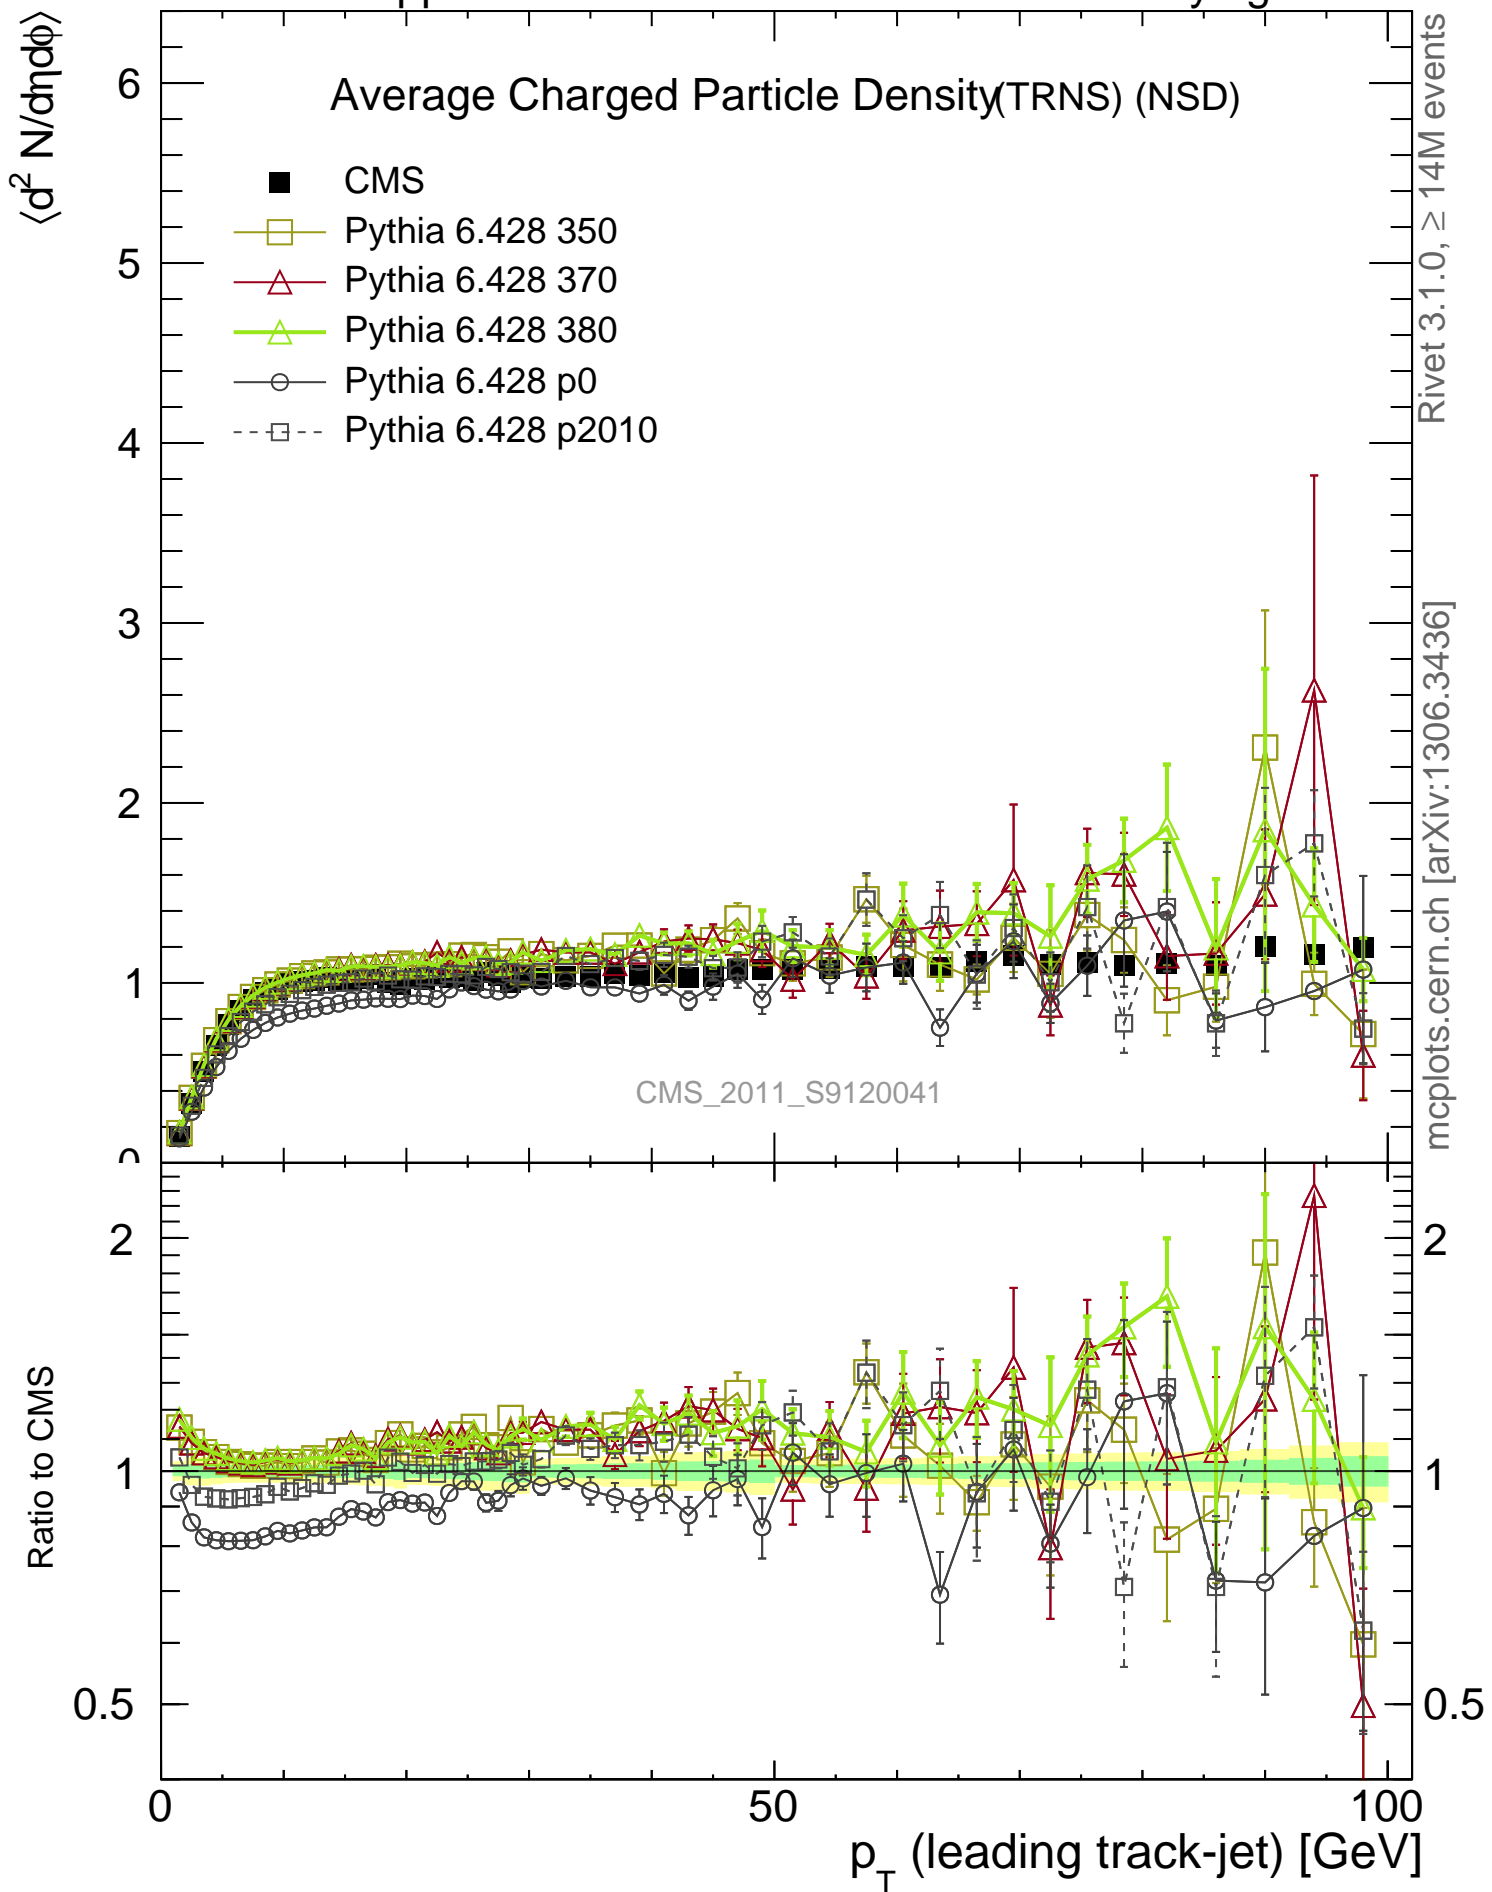 Average Charged Particle Density(TRNS) (NSD)
⟨d² N/dηdφ⟩
CMS
Pythia 6.428 350
Pythia 6.428 370
Pythia 6.428 380
Pythia 6.428 p0
Pythia 6.428 p2010
6
5
4
3
2
1
0
CMS_2011_S9120041
Rivet 3.1.0, ≥ 14M events
mcplots.cern.ch [arXiv:1306.3436]
Ratio to CMS
2
1
0.5
2
1
0.5
0
50
100
p_T (leading track-jet) [GeV]